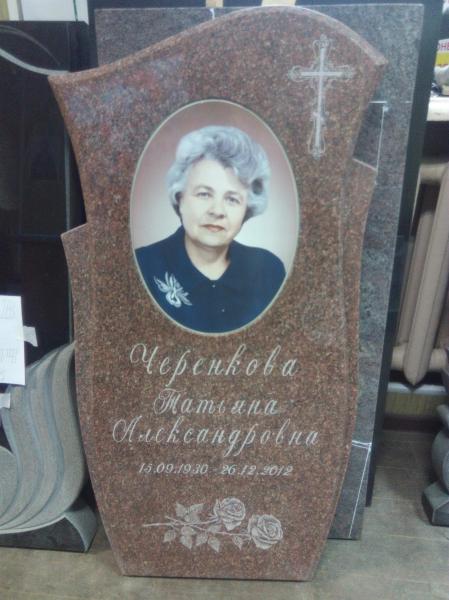 Черенкова
Татьяна
Александровна
15.09.1930 - 26.12.2012